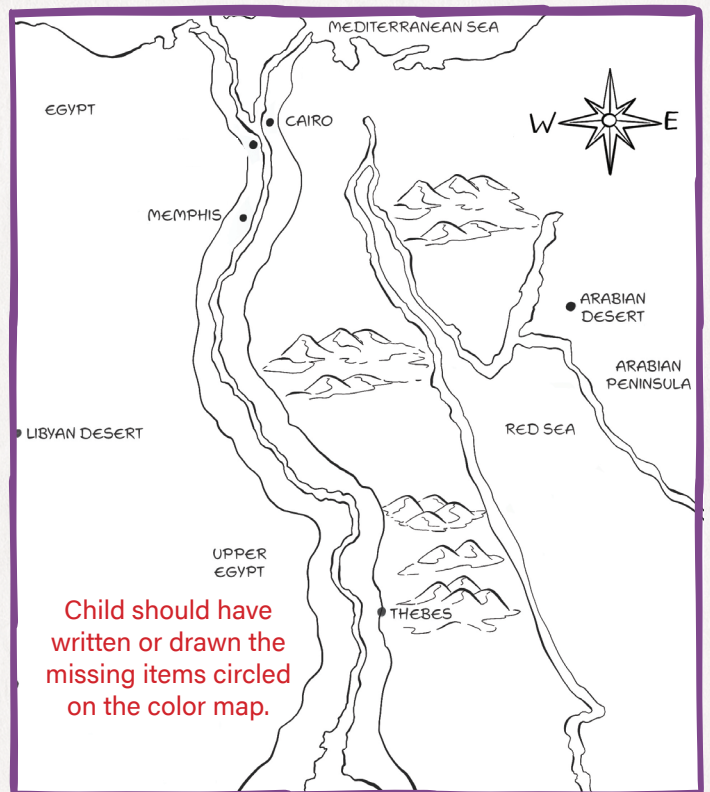 MEDITERRANEAN SEA
EGYPT
CAIRO
W E
MEMPHIS
ARABIAN
DESERT
ARABIAN
PENINSULA
LIBYAN DESERT
RED SEA
UPPER
EGYPT
Child should have
written or drawn the
missing items circled
on the color map.
THEBES